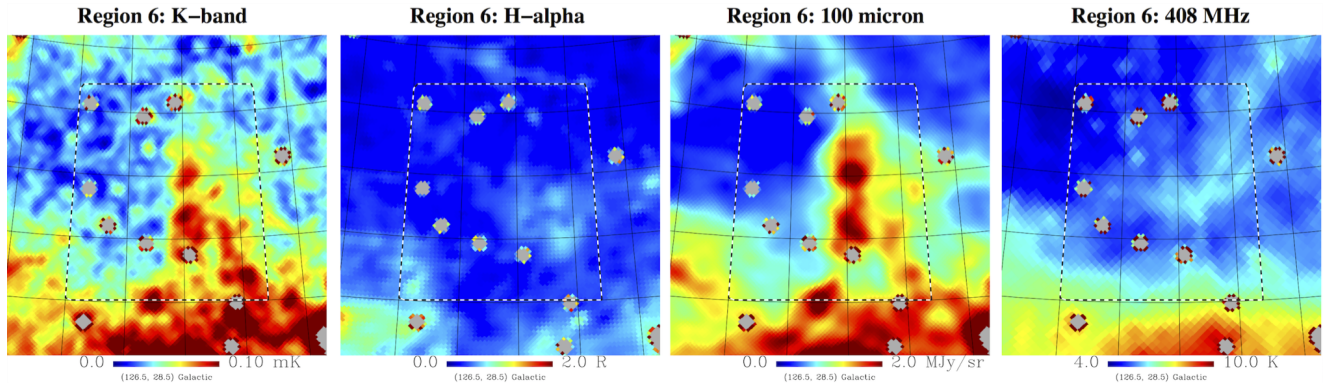 Region 6: K−band
Region 6: H-alpha
Region 6: 100 micron
Region 6: 408 MHz
0.0 0.10 mK
0.0 2.0 R
0.0 2.0 MJy/sr
4.0 10.0 K
(126.5, 28.5) Galactic
(126.5, 28.5) Galactic
(126.5, 28.5) Galactic
(126.5, 28.5) Galactic